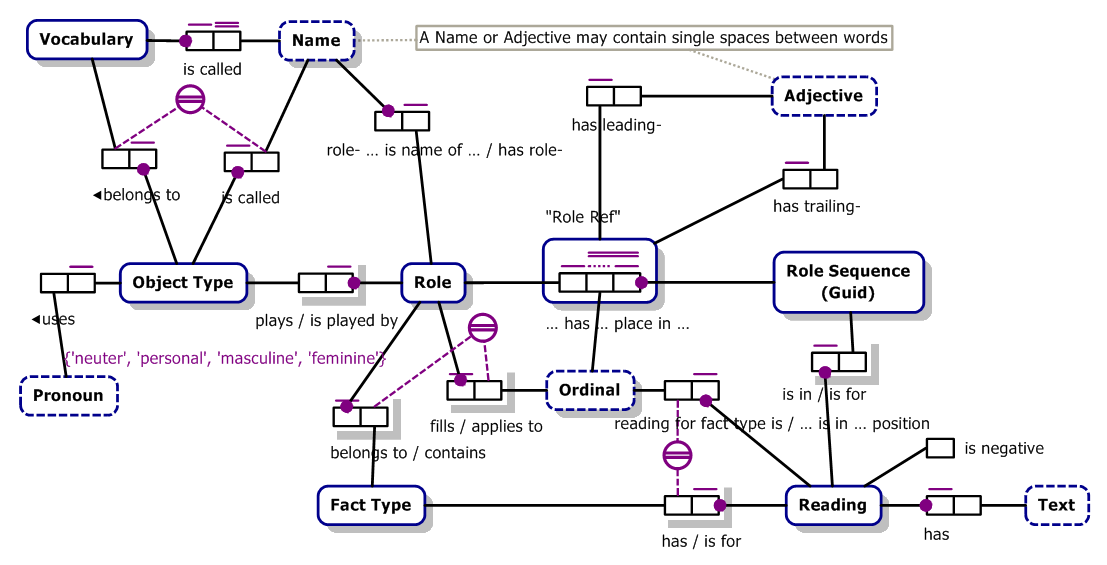 Vocabulary
Name
A Name or Adjective may contain single spaces between words
is called
Adjective
has leading-
role- ... is name of ... / has role-
◄belongs to
is called
has trailing-
"Role Ref"
Object Type
Role
Role Sequence
(Guid)
◄uses
plays / is played by
... has ... place in ...
{'neuter', 'personal', 'masculine', 'feminine'}
Pronoun
Ordinal
is in / is for
fills / applies to
reading for fact type is / ... is in ... position
belongs to / contains
is negative
Fact Type
Reading
Text
has / is for
has